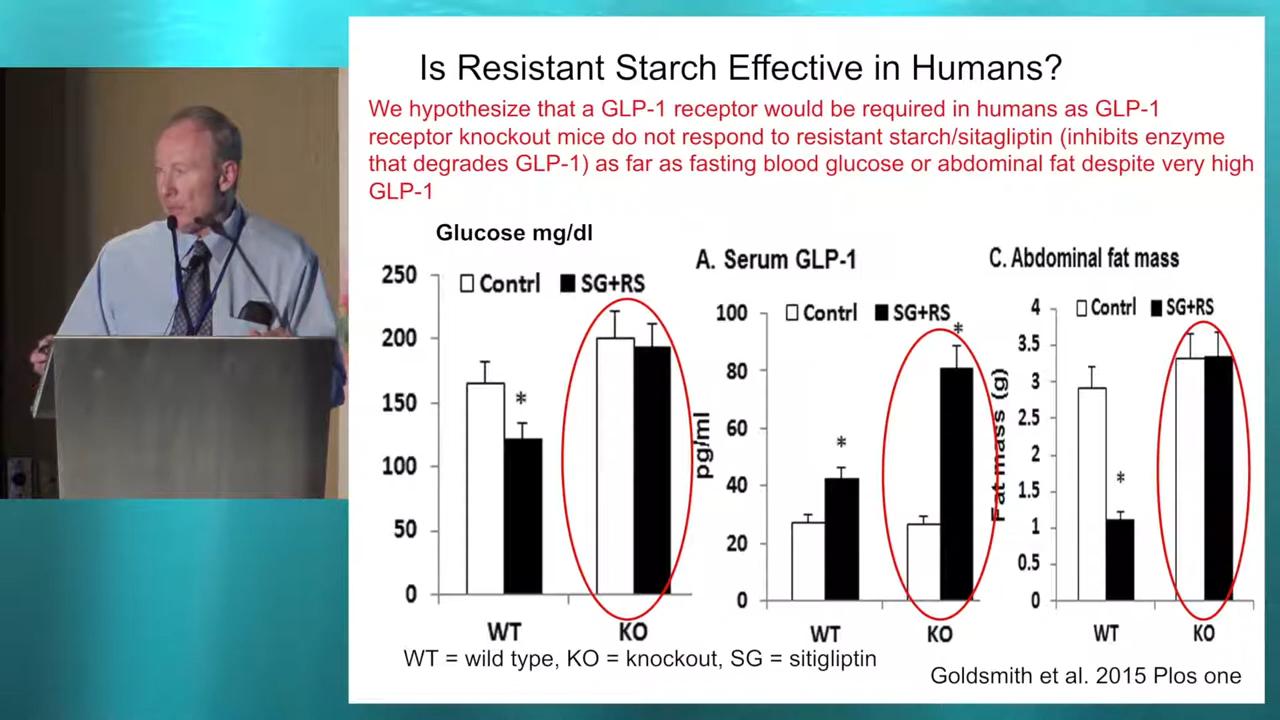 Is Resistant Starch Effective in Humans?
We hypothesize that a GLP-1 receptor would be required in humans as GLP-1
receptor knockout mice do not respond to resistant starch/sitagliptin (inhibits enzyme
that degrades GLP-1) as far as fasting blood glucose or abdominal fat despite very high
GLP-1
Glucose mg/dl
250
200
150
100
50
0
Contrl SG+RS
*
WT KO
A. Serum GLP-1
pg/ml
100
80
60
40
20
0
Contrl SG+RS
*
*
WT KO
C. Abdominal fat mass
Fat mass (g)
4
3.5
3
2.5
2
1.5
1
0.5
0
Contrl SG+RS
*
WT KO
WT = wild type, KO = knockout, SG = sitigliptin
Goldsmith et al. 2015 Plos one